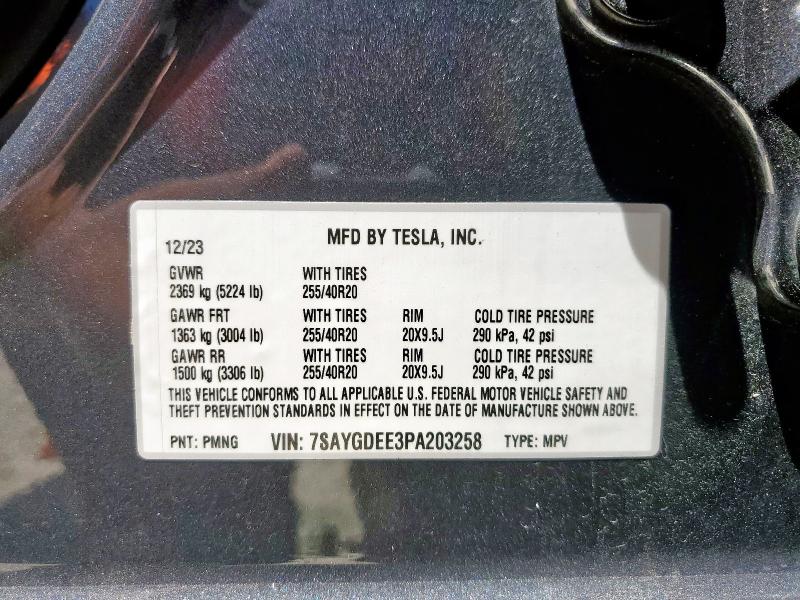 MFD BY TESLA, INC.
12/23
GVWR WITH TIRES
2369 kg (5224 lb) 255/40R20
GAWR FRT WITH TIRES RIM COLD TIRE PRESSURE
1363 kg (3004 lb) 255/40R20 20X9.5J 290 kPa, 42 psi
GAWR RR WITH TIRES RIM COLD TIRE PRESSURE
1500 kg (3306 lb) 255/40R20 20X9.5J 290 kPa, 42 psi
THIS VEHICLE CONFORMS TO ALL APPLICABLE U.S. FEDERAL MOTOR VEHICLE SAFETY AND
THEFT PREVENTION STANDARDS IN EFFECT ON THE DATE OF MANUFACTURE SHOWN ABOVE.
PNT: PMNG VIN: 7SAYGDEE3PA203258 TYPE: MPV